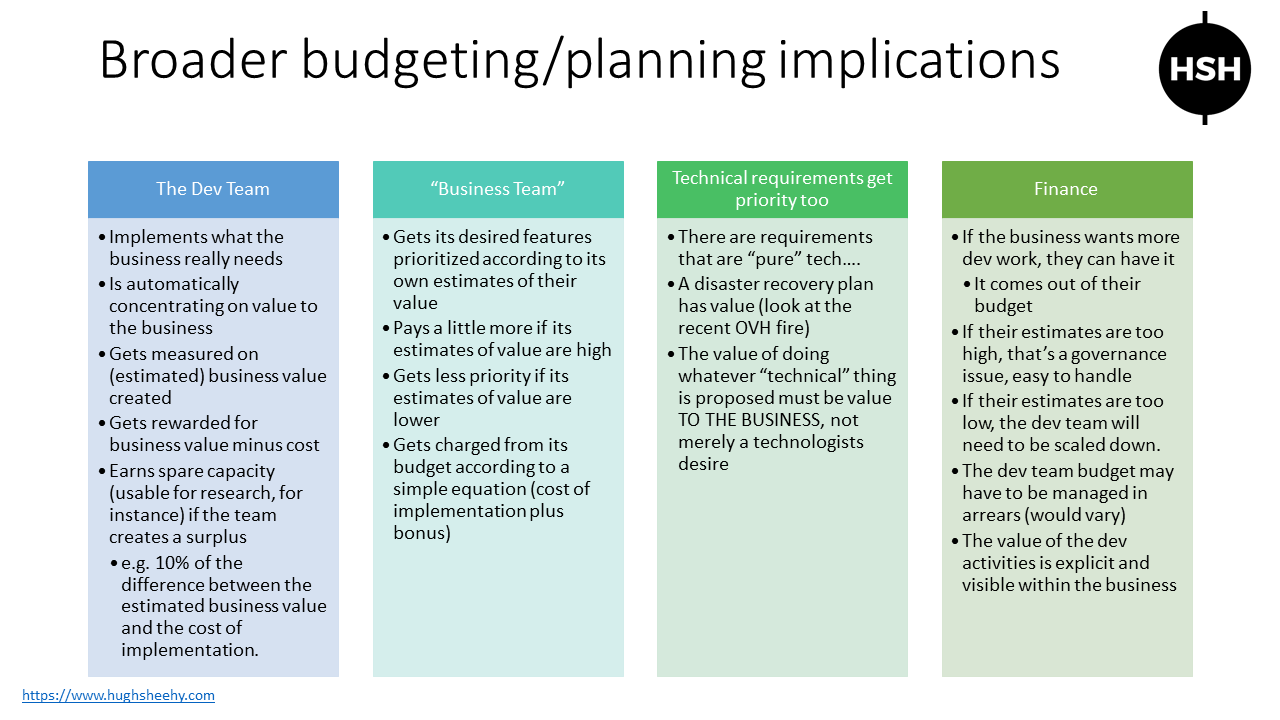 Broader budgeting/planning implications
HSH
The Dev Team
•Implements what the
business really needs
•Is automatically
concentrating on value to
the business
•Gets measured on
(estimated) business value
created
•Gets rewarded for
business value minus cost
•Earns spare capacity
(usable for research, for
instance) if the team
creates a surplus
•e.g. 10% of the
difference between the
estimated business value
and the cost of
implementation.
“Business Team”
•Gets its desired features
prioritized according to its
own estimates of their
value
•Pays a little more if its
estimates of value are high
•Gets less priority if its
estimates of value are
lower
•Gets charged from its
budget according to a
simple equation (cost of
implementation plus
bonus)
Technical requirements get
priority too
•There are requirements
that are “pure” tech….
•A disaster recovery plan
has value (look at the
recent OVH fire)
•The value of doing
whatever “technical” thing
is proposed must be value
TO THE BUSINESS, not
merely a technologists
desire
Finance
•If the business wants more
dev work, they can have it
•It comes out of their
budget
•If their estimates are too
high, that’s a governance
issue, easy to handle
•If their estimates are too
low, the dev team will
need to be scaled down.
•The dev team budget may
have to be managed in
arrears (would vary)
•The value of the dev
activities is explicit and
visible within the business
https://www.hughsheehy.com